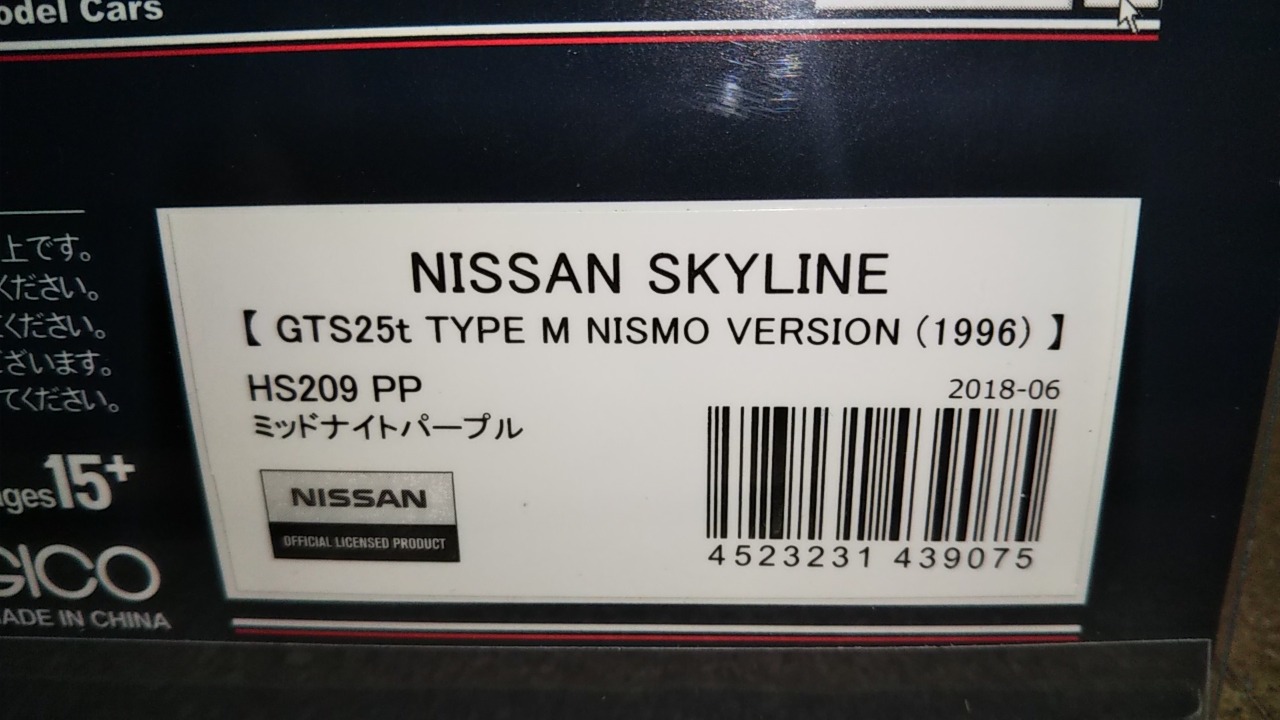 odel Cars
上です。
ください。
ください。
ざいます。
てください。
ges 15+
GICO
ADE IN CHINA
NISSAN SKYLINE
【 GTS25t TYPE M NISMO VERSION (1996) 】
HS209 PP
2018-06
ミッドナイトパープル
NISSAN
OFFICIAL LICENSED PRODUCT
4523231 439075